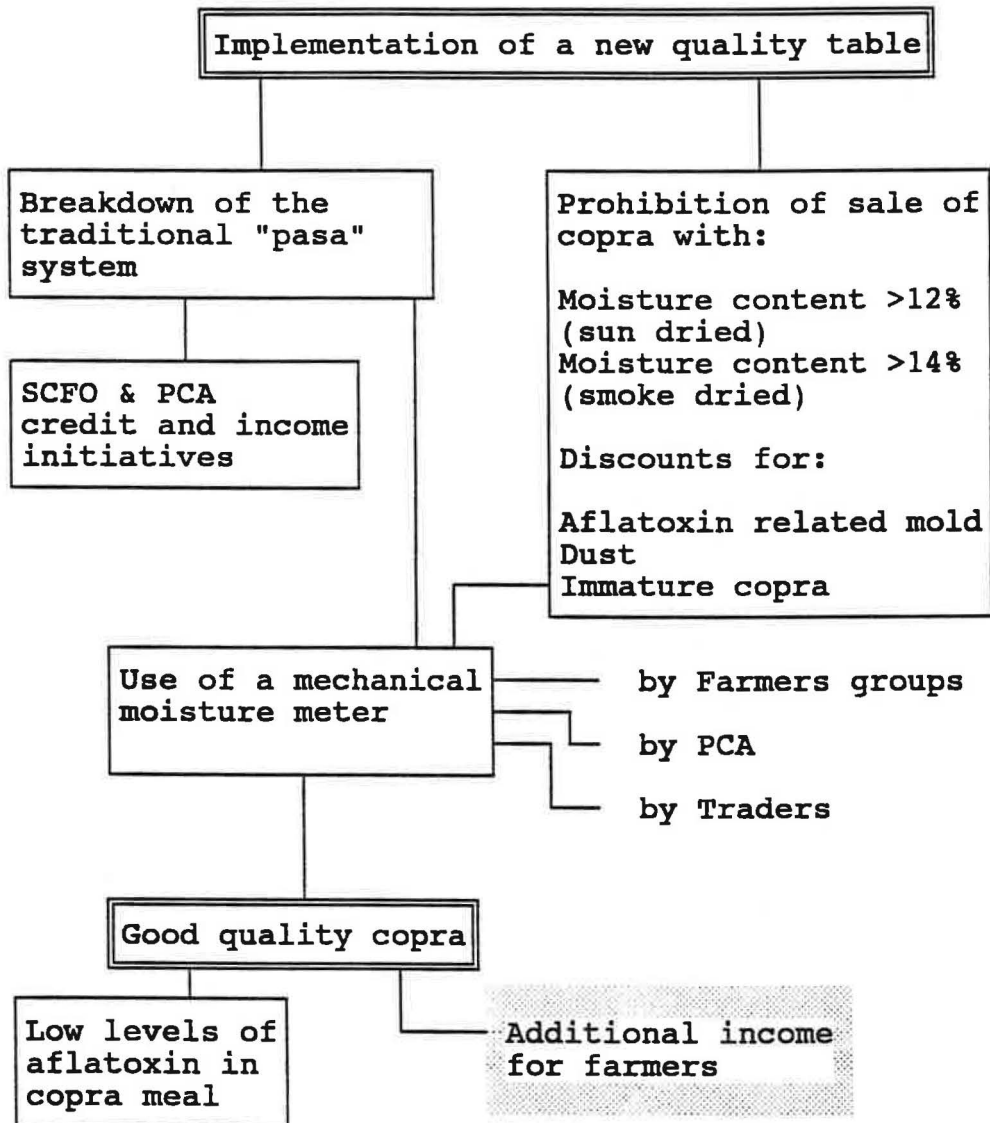 Implementation of a new quality table
Breakdown of the
traditional "pasa"
system
Prohibition of sale of
copra with:
Moisture content >12%
(sun dried)
Moisture content >14%
(smoke dried)
Discounts for:
Aflatoxin related mold
Dust
Immature copra
SCFO & PCA
credit and income
initiatives
Use of a mechanical
moisture meter
by Farmers groups
by PCA
by Traders
Good quality copra
Low levels of
aflatoxin in
copra meal
Additional income
for farmers